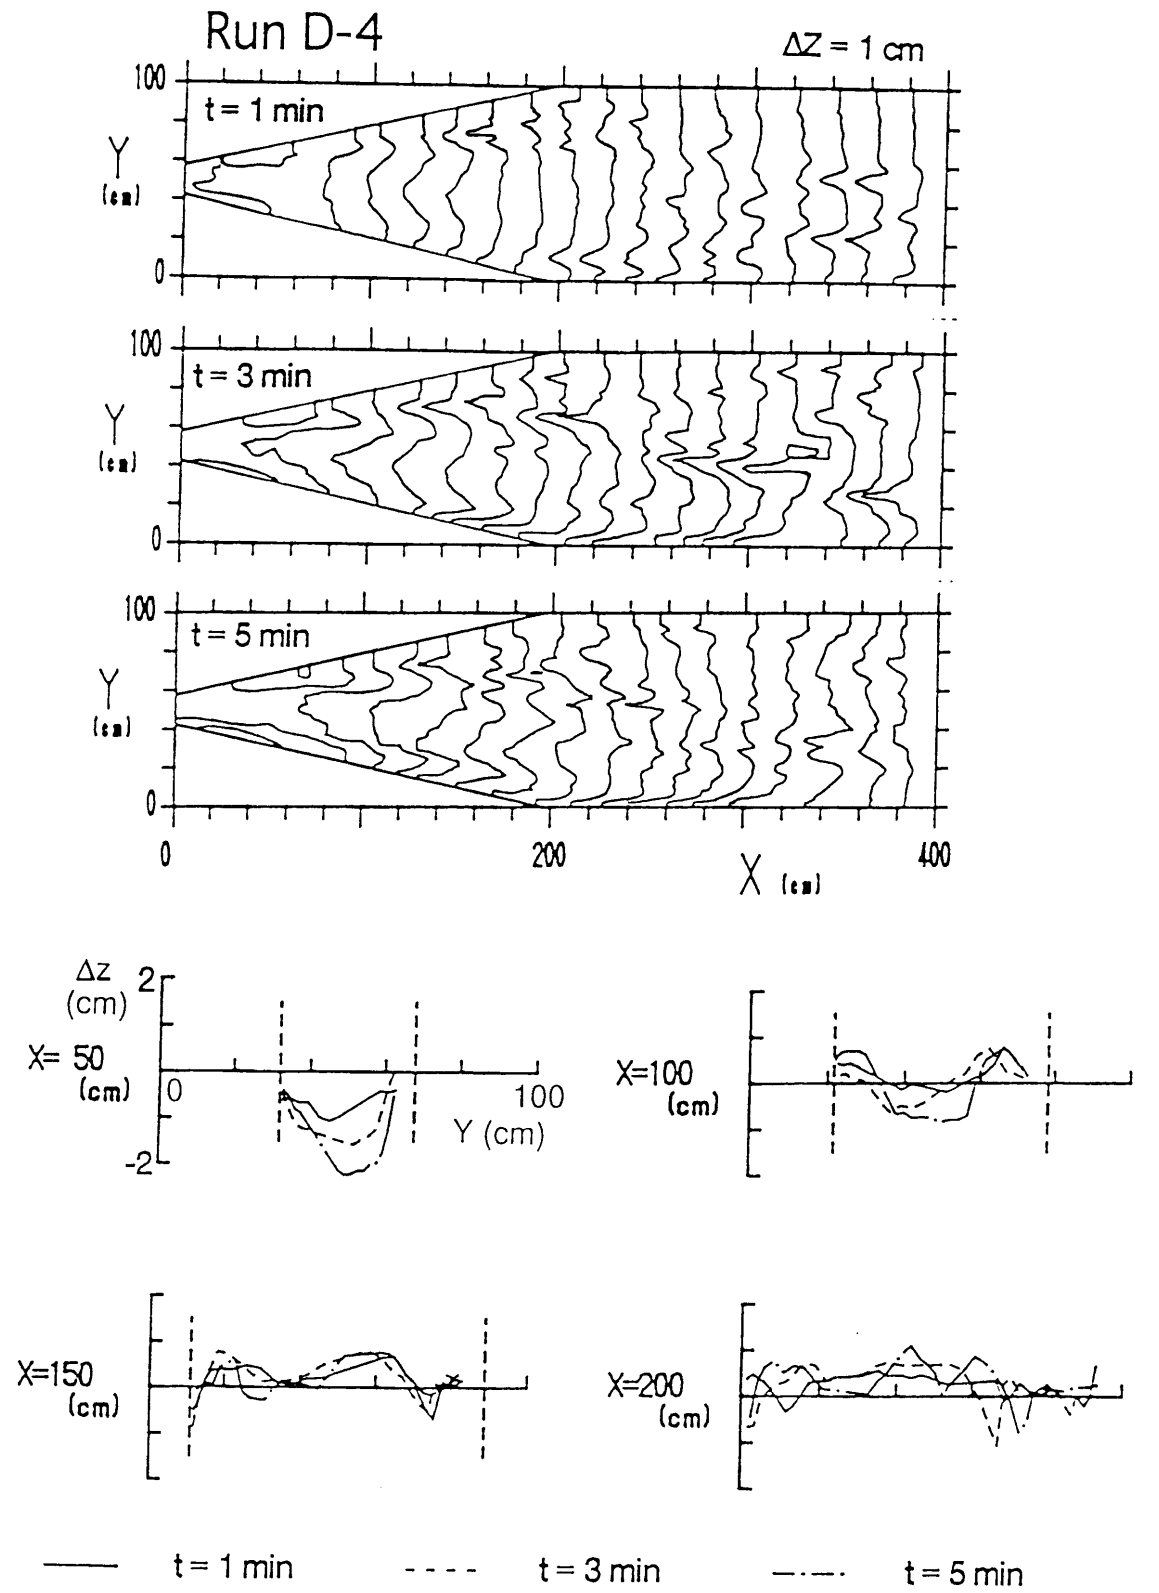 Run D-4
ΔZ = 1 cm
100
t = 1 min
Y
(cm)
0
100
t = 3 min
Y
(cm)
0
100
t = 5 min
Y
(cm)
0
0
200
400
X (cm)
Δz
(cm)
2
X= 50
(cm)
0
100
Y (cm)
-2
X=100
(cm)
X=150
(cm)
X=200
(cm)
t = 1 min
t = 3 min
t = 5 min